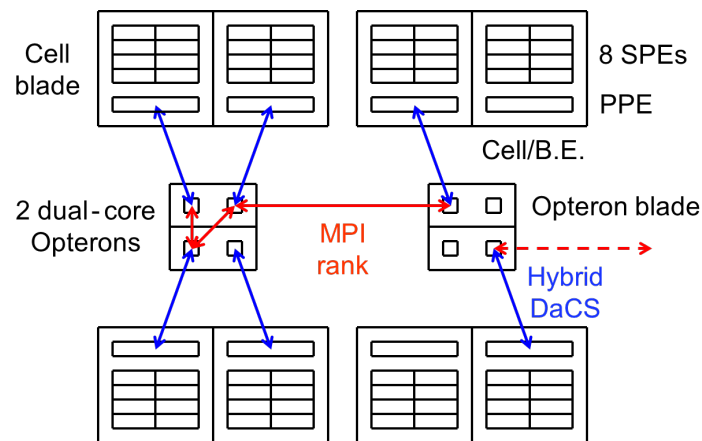 Cell
blade
8 SPEs
PPE
Cell/B.E.
2 dual-core
Opterons
MPI
rank
Opteron blade
Hybrid
DaCS